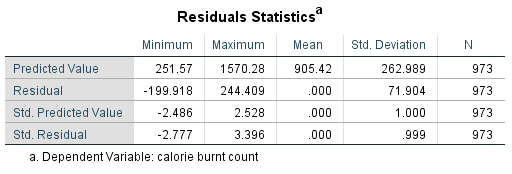 Residuals Statisticsa
Minimum Maximum Mean Std. Deviation N
Predicted Value 251.57 1570.28 905.42 262.989 973
Residual -199.918 244.409 .000 71.904 973
Std. Predicted Value -2.486 2.528 .000 1.000 973
Std. Residual -2.777 3.396 .000 .999 973
a. Dependent Variable: calorie burnt count